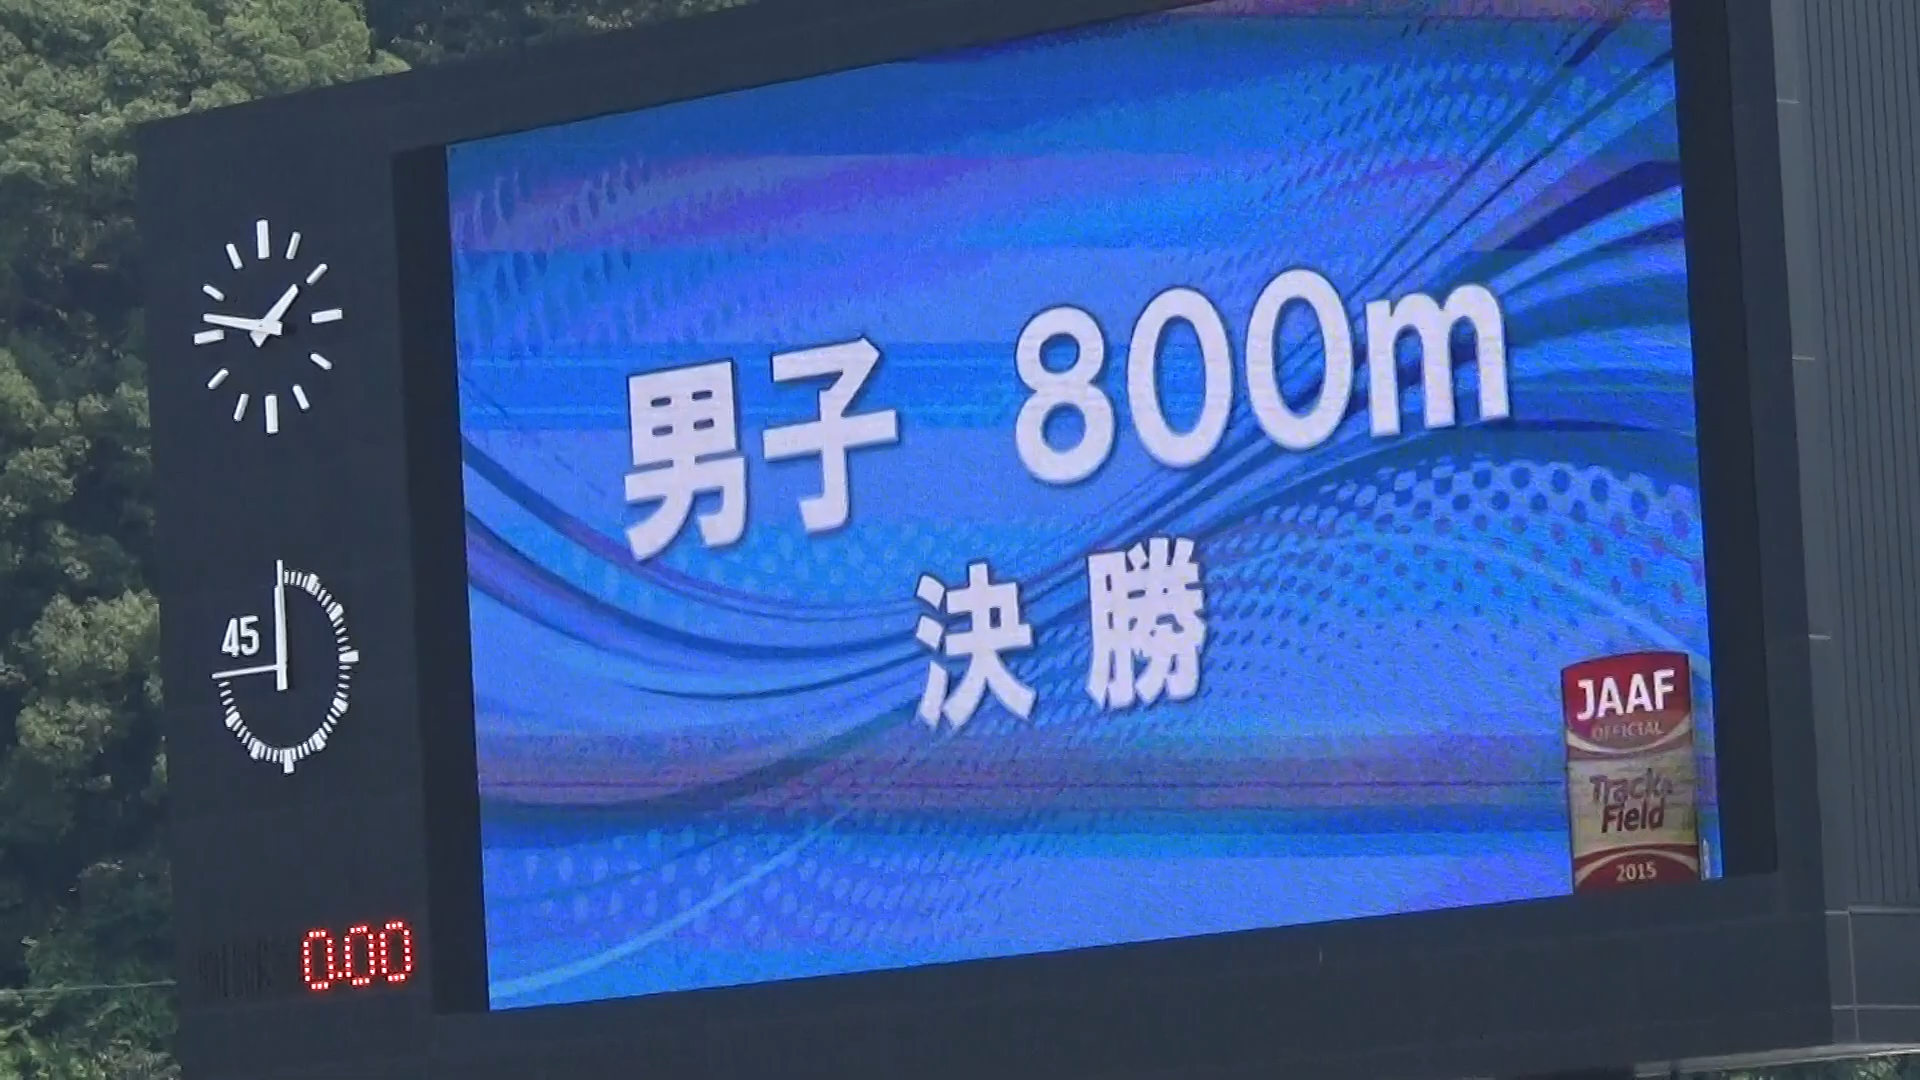 男子 800m
決勝
45
0.00
JAAF
OFFICIAL
Track &
Field
2015